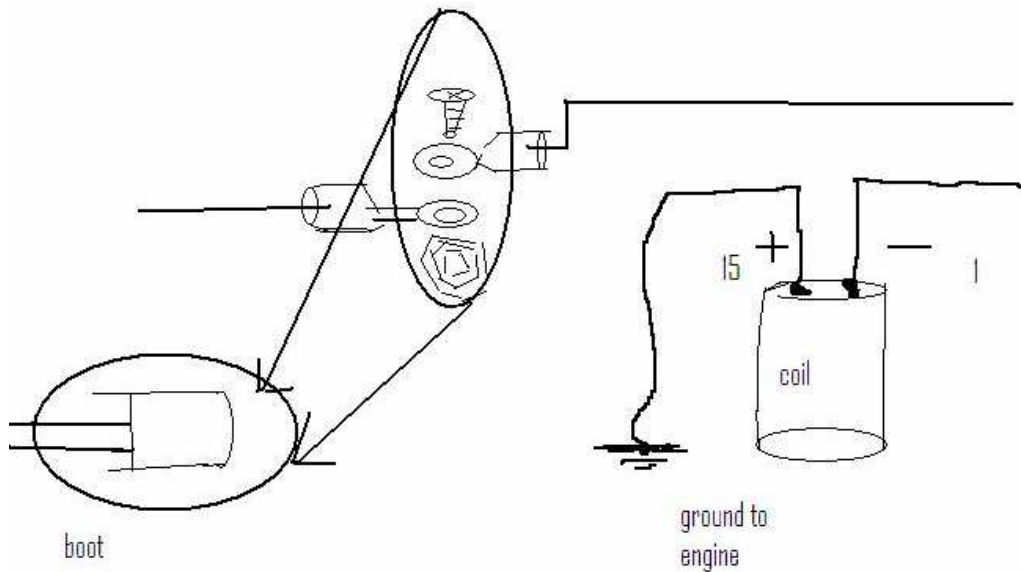 +
15
−
1
coil
boot
ground to
engine